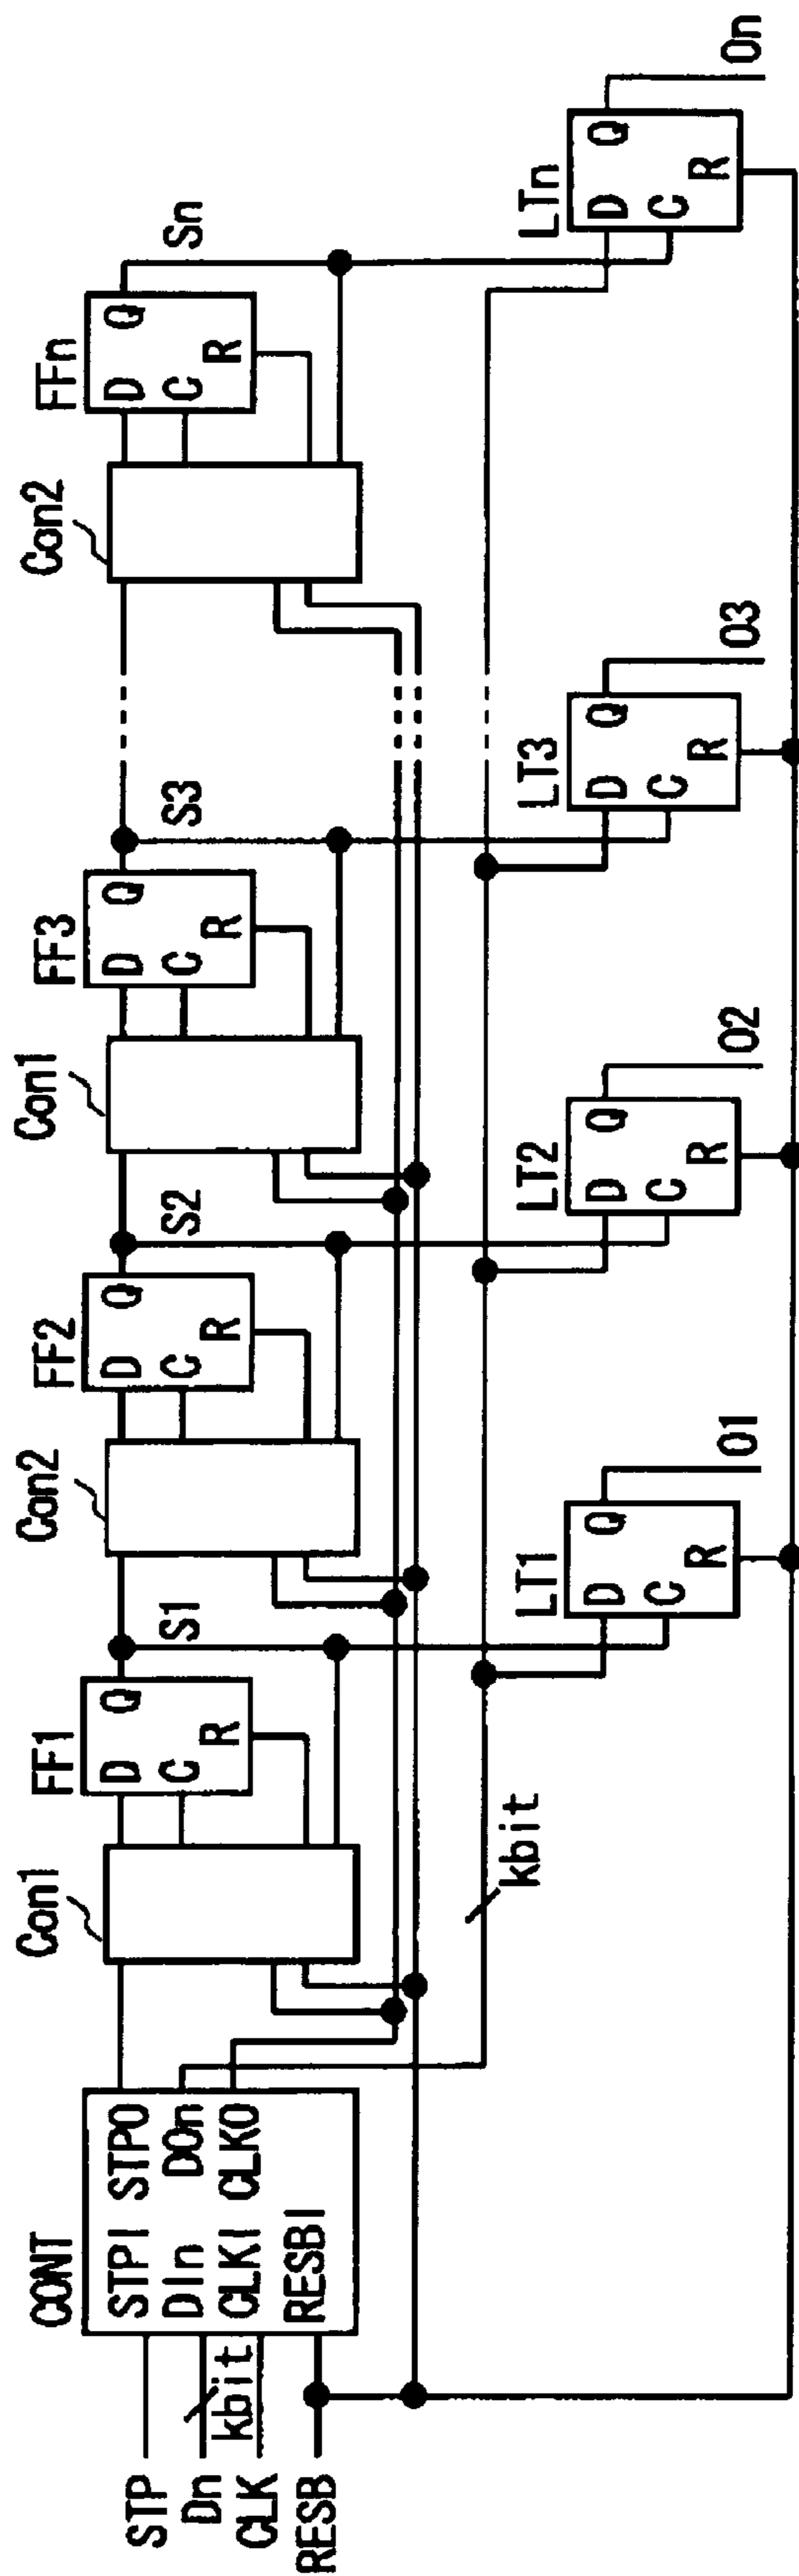 STP
Dn
kbit
CLK
RESB
CONT
STPI STPO
DIn DOn
CLKI CLKO
RESBI
Con1
FF1
D Q
C
R
S1
Con2
FF2
D Q
C
R
S2
Con1
FF3
D Q
C
R
S3
Con2
FFn
D Q
C
R
Sn
kbit
LT1
D Q
C
R
O1
LT2
D Q
C
R
O2
LT3
D Q
C
R
O3
LTn
D Q
C
R
On